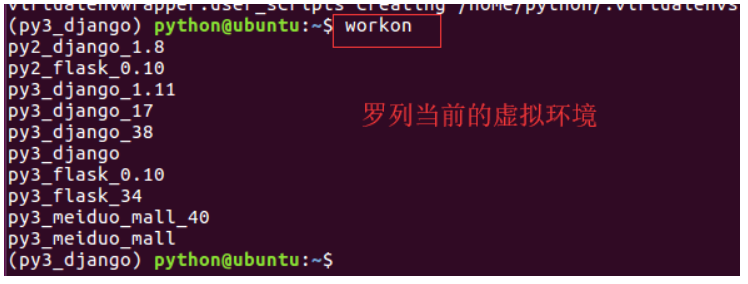 virtualenvwrapper.user_scripts creating /home/python/.virtualenvs
(py3_django) python@ubuntu:~$ workon
py2_django_1.8
py2_flask_0.10
py3_django_1.11
py3_django_17
罗列当前的虚拟环境
py3_django_38
py3_django
py3_flask_0.10
py3_flask_34
py3_meiduo_mall_40
py3_meiduo_mall
(py3_django) python@ubuntu:~$